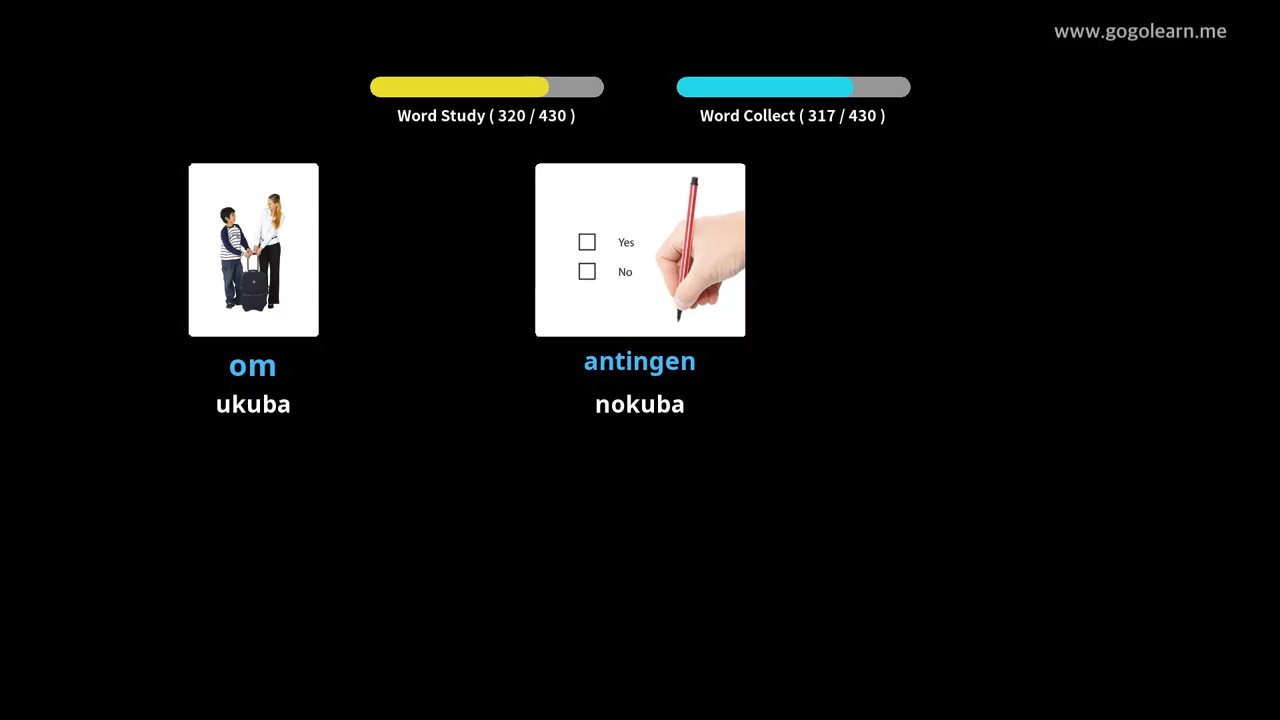 www.gogolearn.me
Word Study ( 320 / 430 )
Word Collect ( 317 / 430 )
Yes
No
om
ukuba
antingen
nokuba